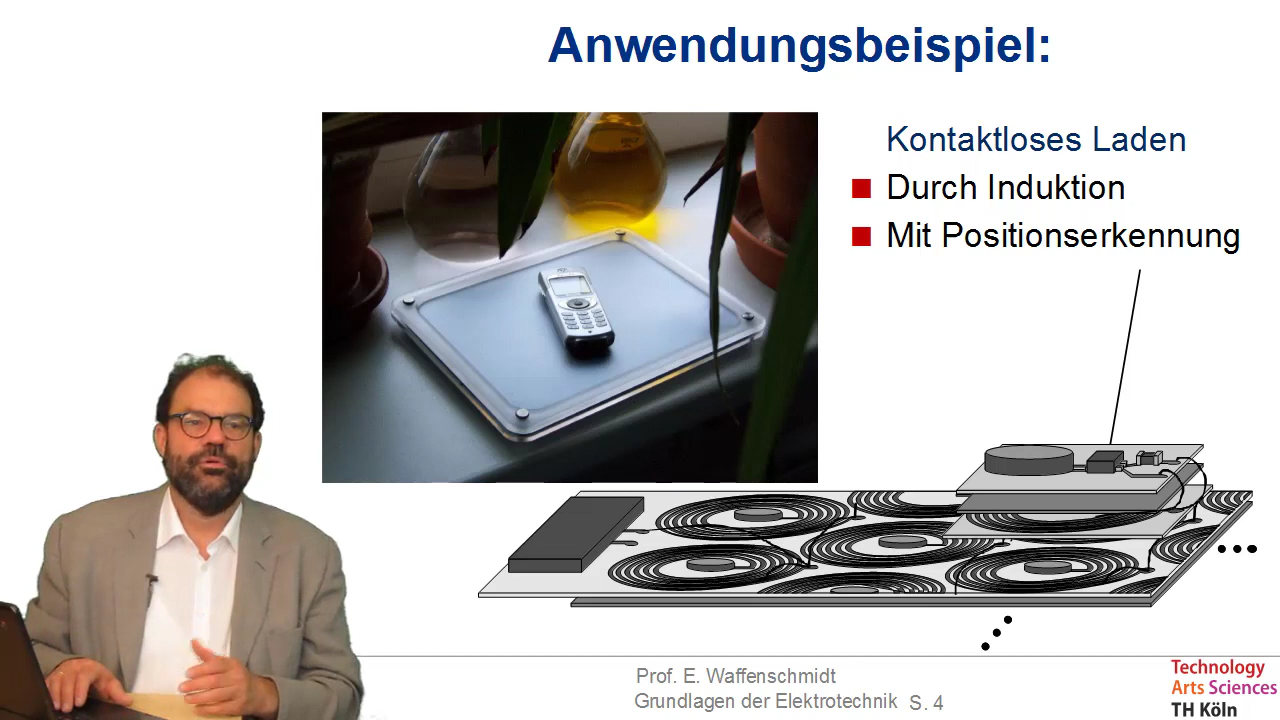 Anwendungsbeispiel:
Kontaktloses Laden
Durch Induktion
Mit Positionserkennung
Prof. E. Waffenschmidt
Grundlagen der Elektrotechnik S. 4
Technology
Arts Sciences
TH Köln